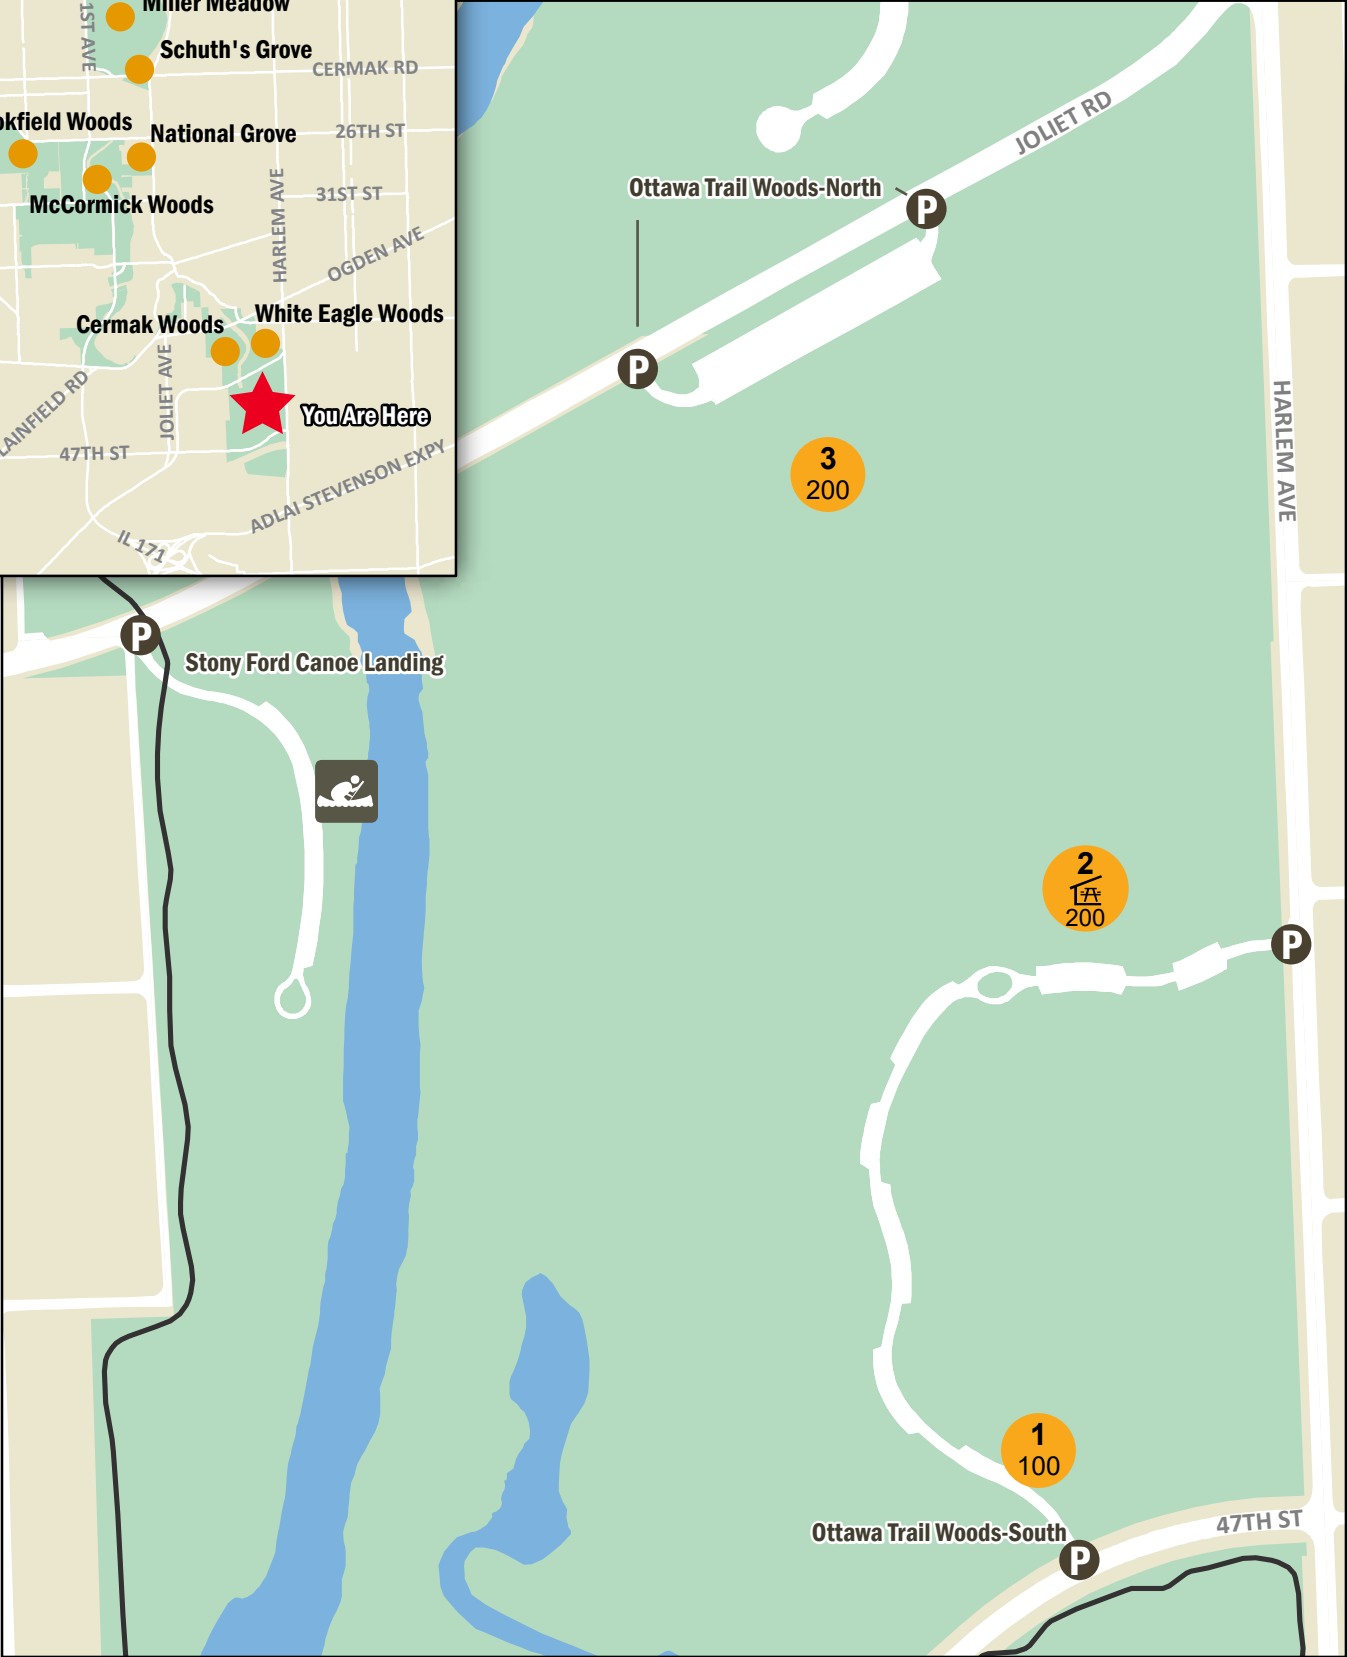 Miller Meadow
1ST AVE
Schuth's Grove
CERMAK RD
okfield Woods
National Grove
26TH ST
McCormick Woods
31ST ST
HARLEM AVE
OGDEN AVE
White Eagle Woods
Cermak Woods
JOLIET AVE
LAINFIELD RD
You Are Here
47TH ST
ADLAI STEVENSON EXPY
IL 171
JOLIET RD
Ottawa Trail Woods-North
P
P
HARLEM AVE
3
200
P
Stony Ford Canoe Landing
2
200
P
1
100
47TH ST
Ottawa Trail Woods-South
P